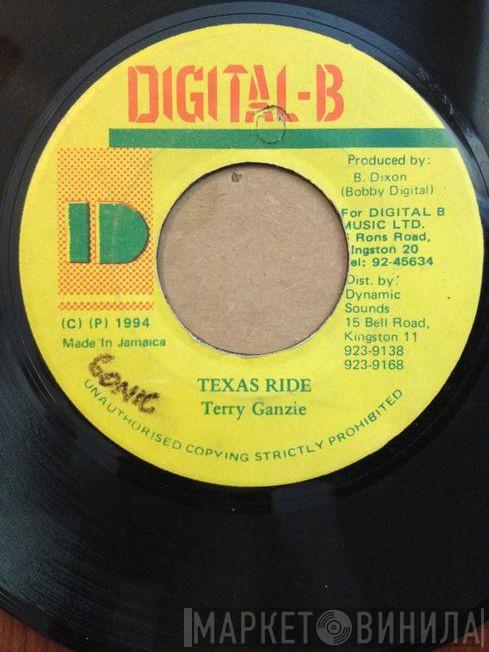 DIGITAL-B
Produced by:
B. Dixon
(Bobby Digital)
For DIGITAL B
MUSIC LTD.
Rons Road,
Kingston 20
Tel: 92-45634
Dist. by:
Dynamic
Sounds
15 Bell Road,
Kingston 11
923-9138
923-9168
D
(C) (P) 1994
Made In Jamaica
GONIC
TEXAS RIDE
Terry Ganzie
UNAUTHORISED COPYING STRICTLY PROHIBITED
МАРКЕТ ВИНИЛА